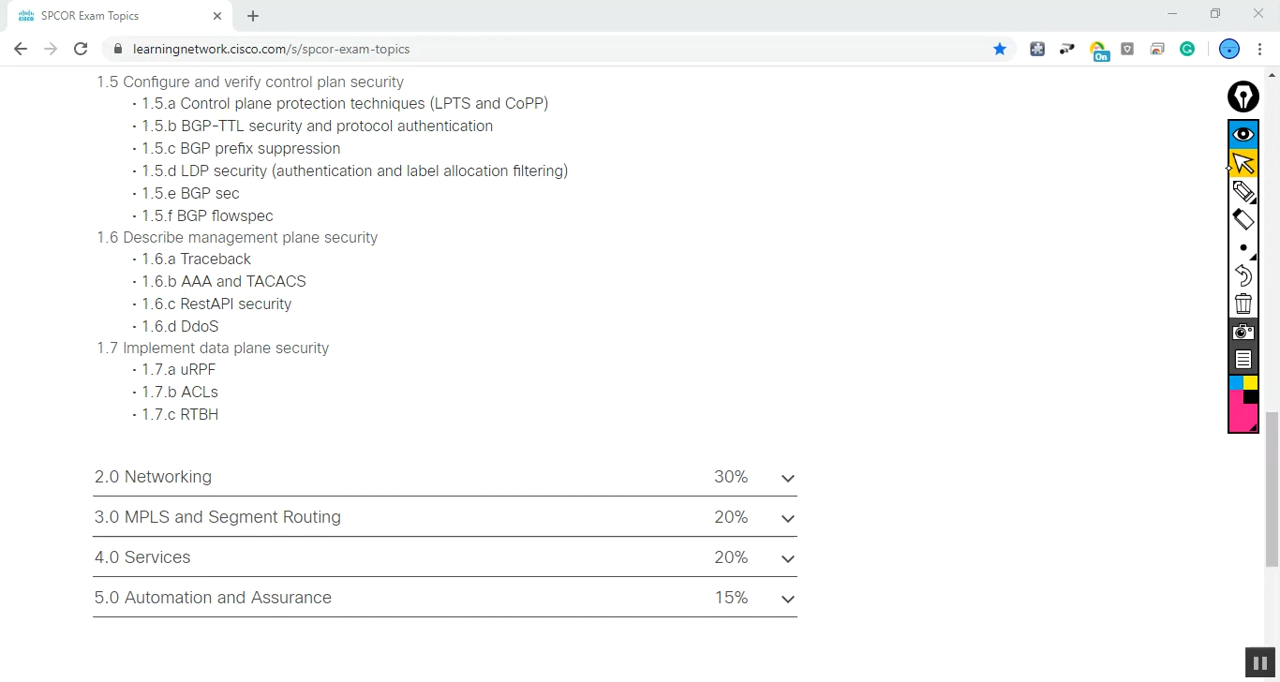 SPCOR Exam Topics
learningnetwork.cisco.com/s/spcor-exam-topics
On
1.5 Configure and verify control plan security
· 1.5.a Control plane protection techniques (LPTS and CoPP)
· 1.5.b BGP-TTL security and protocol authentication
· 1.5.c BGP prefix suppression
· 1.5.d LDP security (authentication and label allocation filtering)
· 1.5.e BGP sec
· 1.5.f BGP flowspec
1.6 Describe management plane security
· 1.6.a Traceback
· 1.6.b AAA and TACACS
· 1.6.c RestAPI security
· 1.6.d DdoS
1.7 Implement data plane security
· 1.7.a uRPF
· 1.7.b ACLs
· 1.7.c RTBH
2.0 Networking 30%
3.0 MPLS and Segment Routing 20%
4.0 Services 20%
5.0 Automation and Assurance 15%